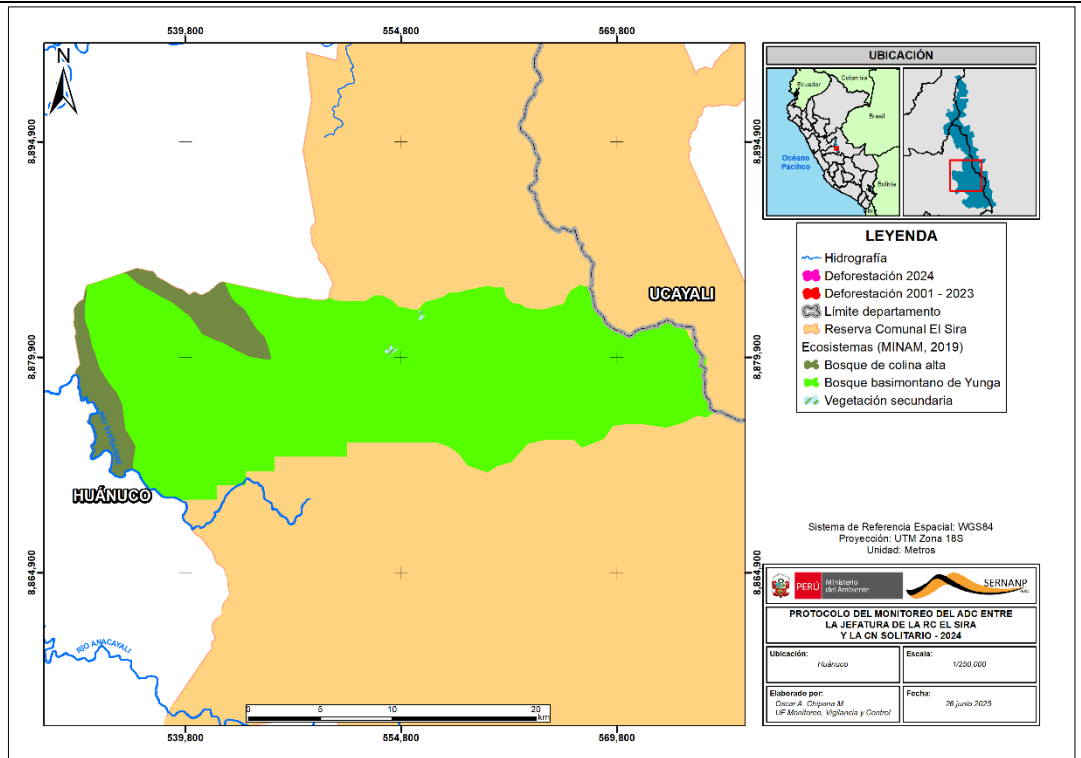 539,800
554,800
569,800
N
8,894,900
8,894,900
UCAYALI
8,879,900
8,879,900
HUÁNUCO
8,864,900
8,864,900
RÍO ANACAYALI
0
5
10
20
km
539,800
554,800
569,800
UBICACIÓN
Ecuador
Colombia
Brasil
Océano
Pacífico
Bolivia
LEYENDA
Hidrografía
Deforestación 2024
Deforestación 2001 - 2023
Límite departamento
Reserva Comunal El Sira
Ecosistemas (MINAM, 2019)
Bosque de colina alta
Bosque basimontano de Yunga
Vegetación secundaria
Sistema de Referencia Espacial: WGS84
Proyección: UTM Zona 18S
Unidad: Metros
PERÚ
Ministerio
del Ambiente
SERNANP
PERÚ
PROTOCOLO DEL MONITOREO DEL ADC ENTRE
LA JEFATURA DE LA RC EL SIRA
Y LA CN SOLITARIO - 2024
Ubicación:
Huánuco
Escala:
1/250,000
Elaborado por:
Oscar A. Chipana M.
UF Monitoreo, Vigilancia y Control
Fecha:
26 junio 2025